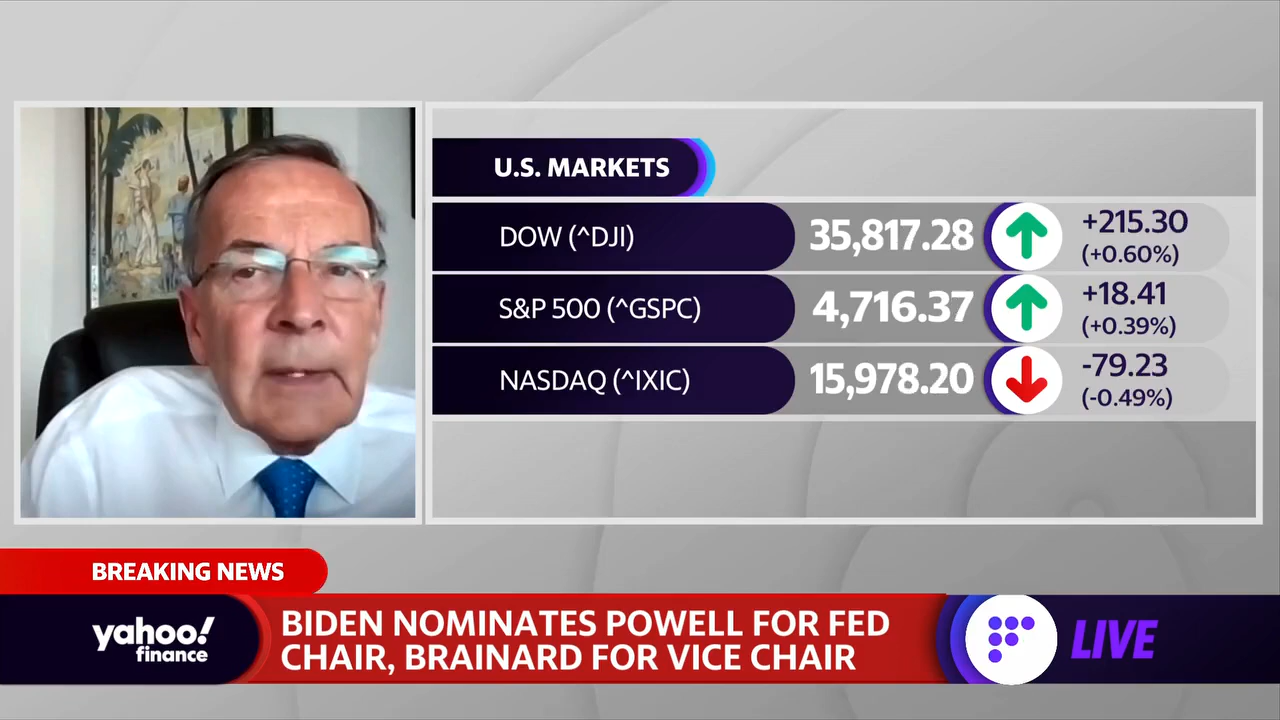 U.S. MARKETS
DOW (^DJI) 35,817.28 +215.30 (+0.60%)
S&P 500 (^GSPC) 4,716.37 +18.41 (+0.39%)
NASDAQ (^IXIC) 15,978.20 -79.23 (-0.49%)
BREAKING NEWS
yahoo!
finance
BIDEN NOMINATES POWELL FOR FED
CHAIR, BRAINARD FOR VICE CHAIR
LIVE